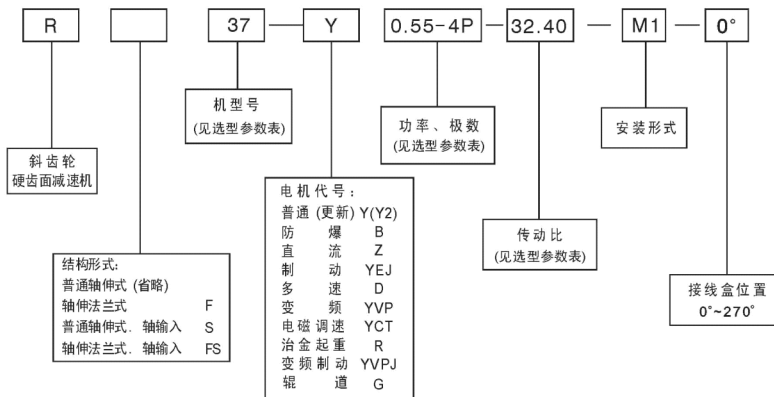 R 37 — Y 0.55-4P — 32.40 — M1 — 0°
机型号
(见选型参数表)
功率、极数
(见选型参数表)
安装形式
斜齿轮
硬齿面减速机
电机代号:
普通(更新) Y(Y2)
防爆 B
直流 Z
制动 YEJ
多速 D
变频 YVP
电磁调速 YCT
治金起重 R
变频制动 YVPJ
辊道 G
传动比
(见选型参数表)
结构形式:
普通轴伸式(省略)
轴伸法兰式 F
普通轴伸式.轴输入 S
轴伸法兰式.轴输入 FS
接线盒位置
0°~270°